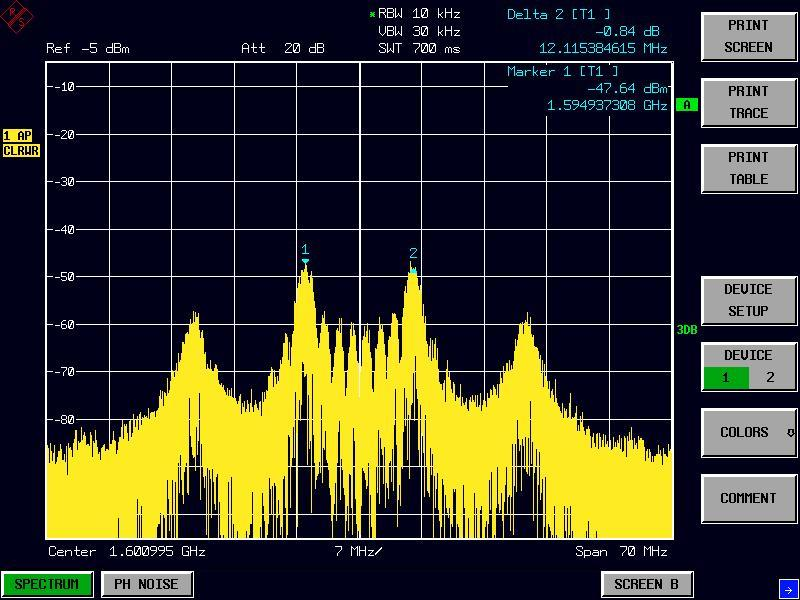 R S
*RBW 10 kHz
VBW 30 kHz
Ref -5 dBm Att 20 dB SWT 700 ms
Delta 2 [T1 ]
-0.84 dB
12.115384615 MHz
Marker 1 [T1 ]
-47.64 dBm
1.594937308 GHz
A
1 AP
CLRWR
-10
-20
-30
-40
-50
-60
-70
-80
1
2
3DB
Center 1.600995 GHz 7 MHz/ Span 70 MHz
SPECTRUM
PH NOISE
SCREEN B
PRINT
SCREEN
PRINT
TRACE
PRINT
TABLE
DEVICE
SETUP
DEVICE
1 2
COLORS
COMMENT